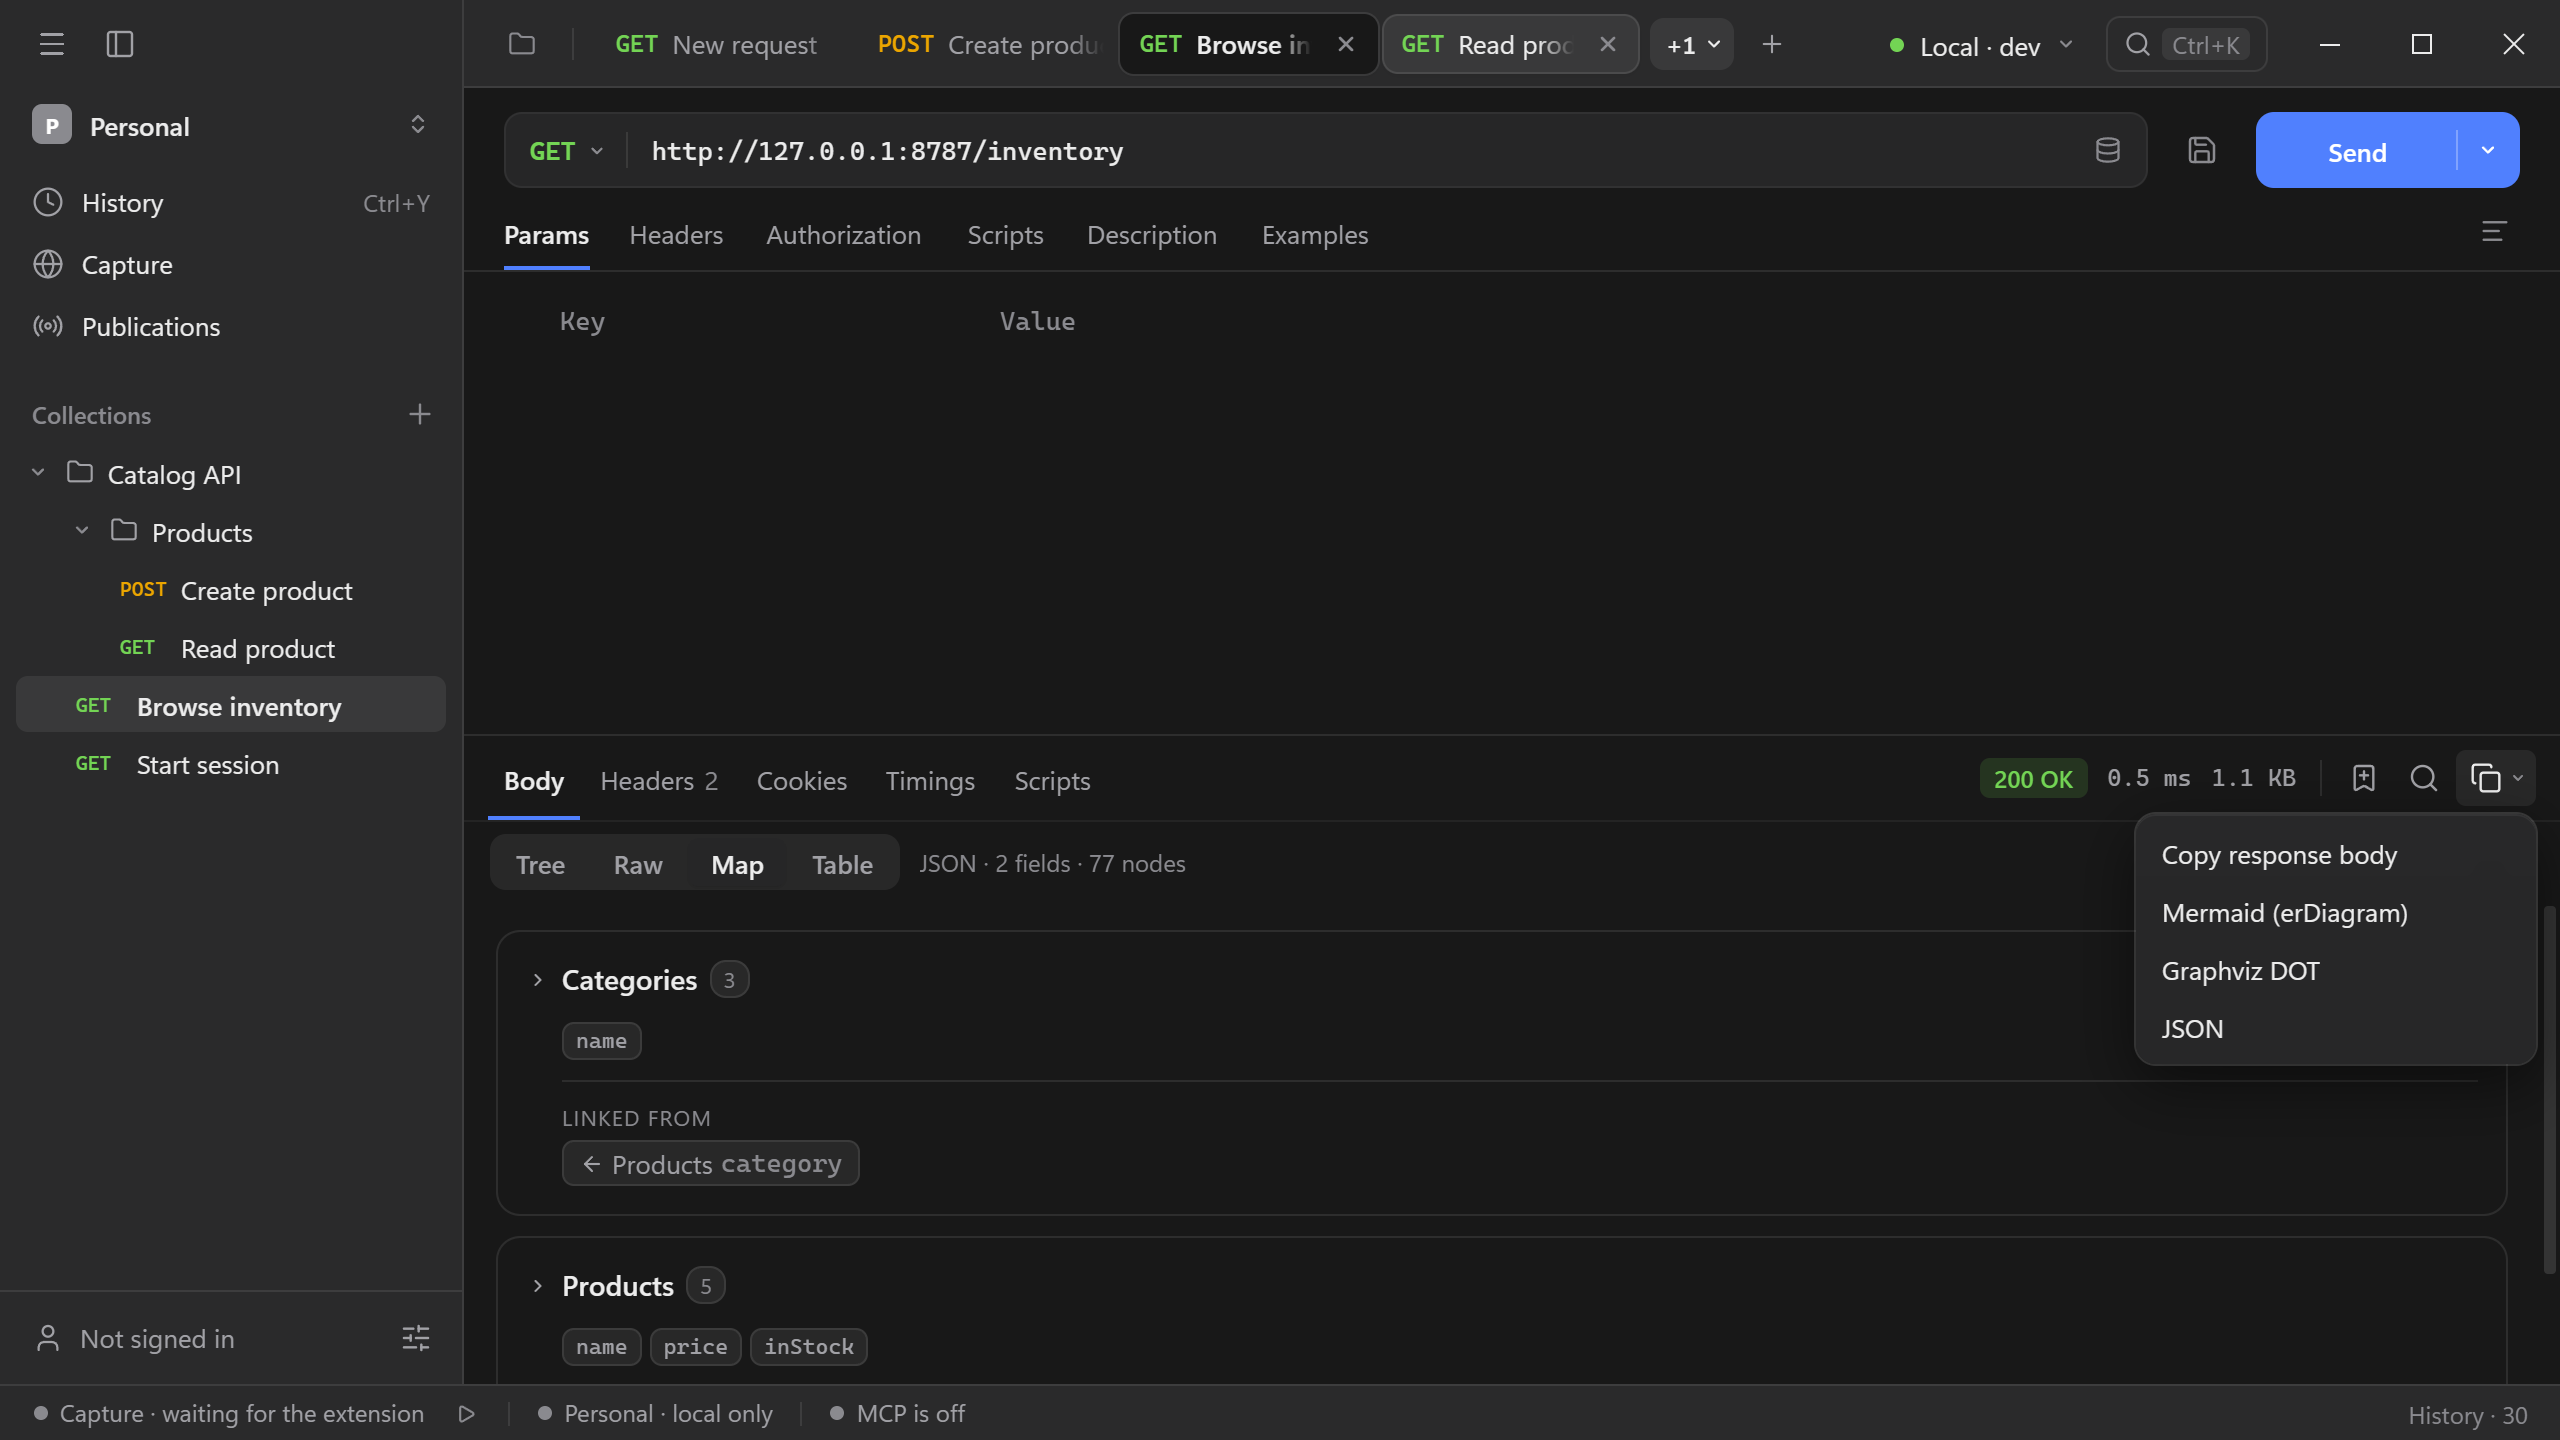 GET New request
POST Create produ
GET Browse in
GET Read proc
+1
Local · dev
Ctrl+K
P Personal
History Ctrl+Y
Capture
Publications
Collections
Catalog API
Products
POST Create product
GET Read product
GET Browse inventory
GET Start session
Not signed in
GET http://127.0.0.1:8787/inventory
Send
Params Headers Authorization Scripts Description Examples
Key Value
Body Headers 2 Cookies Timings Scripts
200 OK 0.5 ms 1.1 KB
Tree Raw Map Table JSON · 2 fields · 77 nodes
Copy response body
Mermaid (erDiagram)
Graphviz DOT
JSON
Categories 3
name
LINKED FROM
← Products category
Products 5
name price inStock
Capture · waiting for the extension
Personal · local only
MCP is off
History · 30